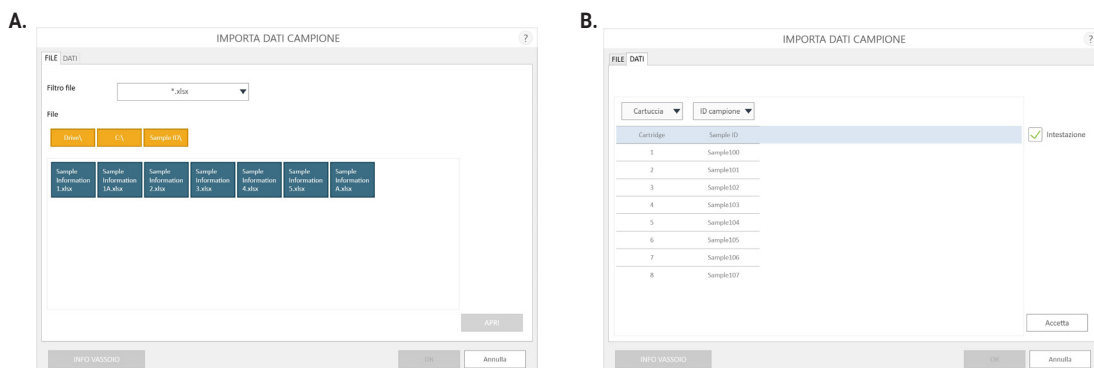 A.
IMPORTA DATI CAMPIONE
?
FILE DATI
Filtro file
*.xlsx
File
Drive\ C:\ Sample ID\
Sample Information 1.xlsx
Sample Information 1A.xlsx
Sample Information 2.xlsx
Sample Information 3.xlsx
Sample Information 4.xlsx
Sample Information 5.xlsx
Sample Information A.xlsx
APRI
INFO VASSOIO OK Annulla
B.
IMPORTA DATI CAMPIONE
?
FILE DATI
Cartuccia ID campione
Cartridge Sample ID
Intestazione
1 Sample100
2 Sample101
3 Sample102
4 Sample103
5 Sample104
6 Sample105
7 Sample106
8 Sample107
Accetta
INFO VASSOIO OK Annulla